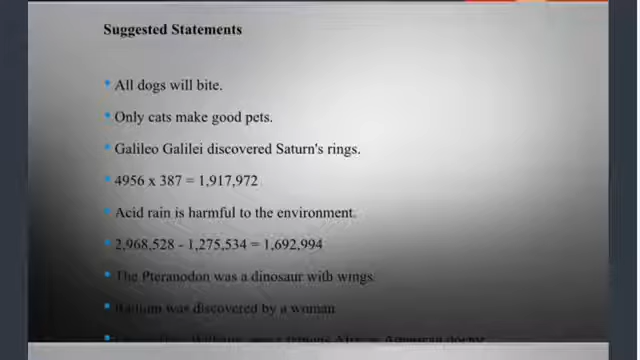 Suggested Statements
All dogs will bite.
Only cats make good pets.
Galileo Galilei discovered Saturn's rings.
4956 x 387 = 1,917,972
Acid rain is harmful to the environment.
2,968,528 - 1,275,534 = 1,692,994
The Pteranodon was a dinosaur with wings.
Radium was discovered by a woman